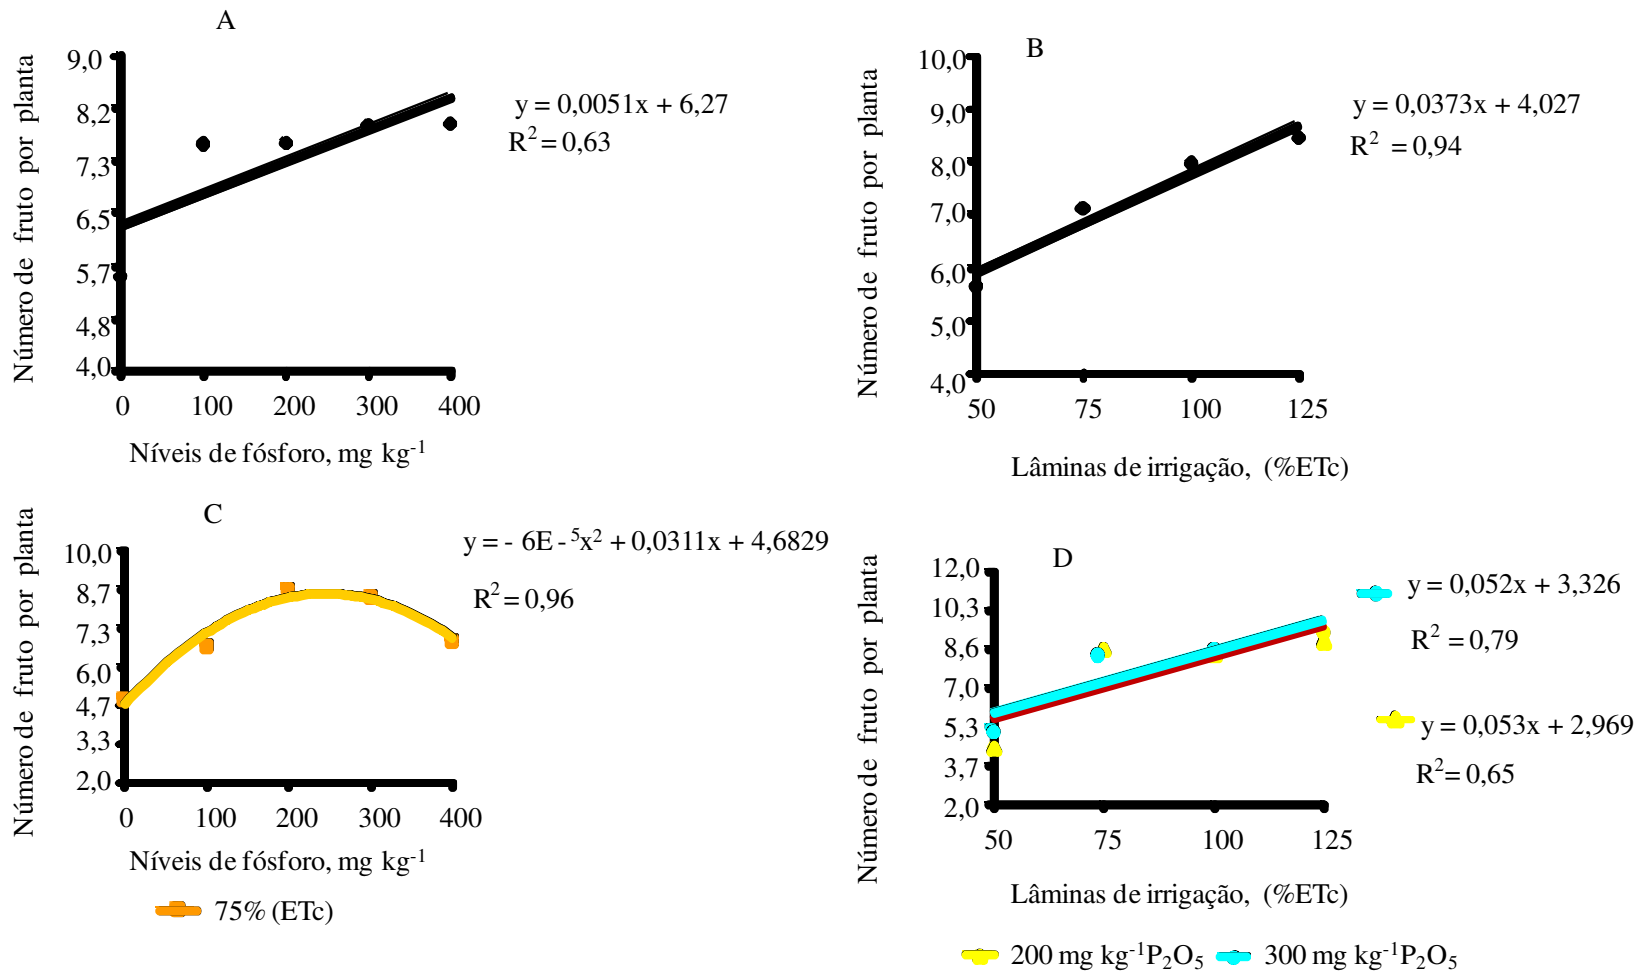 A
Número de fruto por planta
9,0
8,2
7,3
6,5
5,7
4,8
4,0
0 100 200 300 400
Níveis de fósforo, mg kg-1
y = 0,0051x + 6,27
R2 = 0,63
B
Número de fruto por planta
10,0
9,0
8,0
7,0
6,0
5,0
4,0
50 75 100 125
Lâminas de irrigação, (%ETc)
y = 0,0373x + 4,027
R2 = 0,94
C
Número de fruto por planta
10,0
8,7
7,3
6,0
4,7
3,3
2,0
0 100 200 300 400
Níveis de fósforo, mg kg-1
75% (ETc)
y = - 6E - 5x2 + 0,0311x + 4,6829
R2 = 0,96
D
Número de fruto por planta
12,0
10,3
8,6
7,0
5,3
3,7
2,0
50 75 100 125
Lâminas de irrigação, (%ETc)
y = 0,052x + 3,326
R2 = 0,79
y = 0,053x + 2,969
R2 = 0,65
200 mg kg-1P2O5 300 mg kg-1P2O5